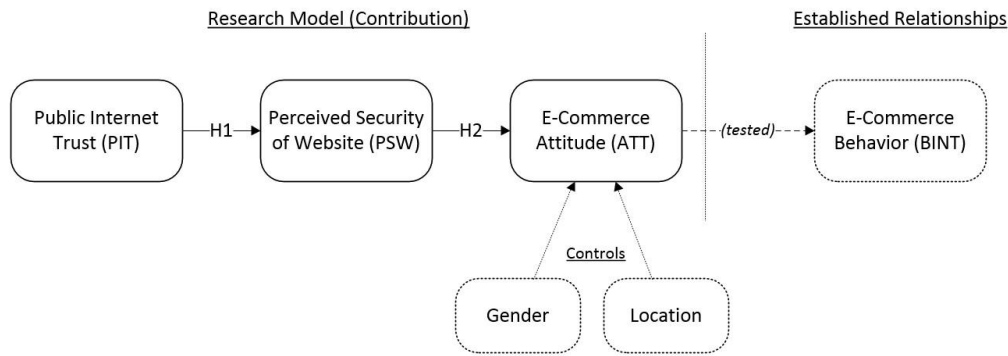 Research Model (Contribution)
Established Relationships
Public Internet
Trust (PIT)
H1
Perceived Security
of Website (PSW)
H2
E-Commerce
Attitude (ATT)
(tested)
E-Commerce
Behavior (BINT)
Controls
Gender
Location